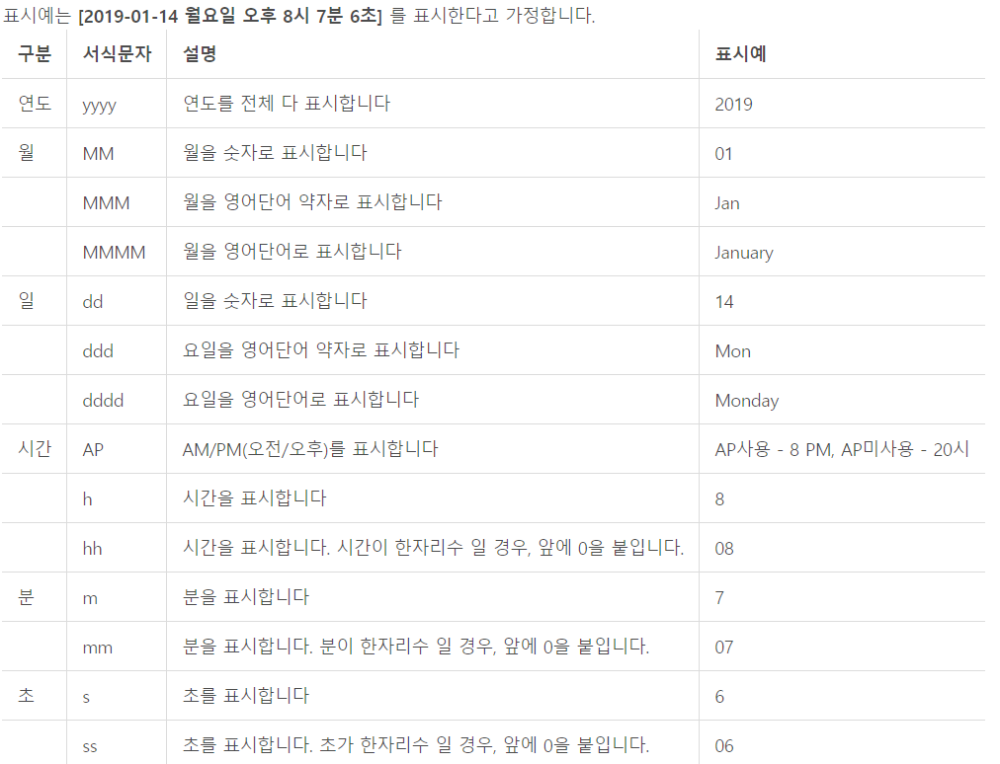 표시예는 [2019-01-14 월요일 오후 8시 7분 6초] 를 표시한다고 가정합니다.
구분 서식문자 설명 표시예
연도 yyyy 연도를 전체 다 표시합니다 2019
월 MM 월을 숫자로 표시합니다 01
MMM 월을 영어단어 약자로 표시합니다 Jan
MMMM 월을 영어단어로 표시합니다 January
일 dd 일을 숫자로 표시합니다 14
ddd 요일을 영어단어 약자로 표시합니다 Mon
dddd 요일을 영어단어로 표시합니다 Monday
시간 AP AM/PM(오전/오후)를 표시합니다 AP사용 - 8 PM, AP미사용 - 20시
h 시간을 표시합니다 8
hh 시간을 표시합니다. 시간이 한자리수 일 경우, 앞에 0을 붙입니다. 08
분 m 분을 표시합니다 7
mm 분을 표시합니다. 분이 한자리수 일 경우, 앞에 0을 붙입니다. 07
초 s 초를 표시합니다 6
ss 초를 표시합니다. 초가 한자리수 일 경우, 앞에 0을 붙입니다. 06